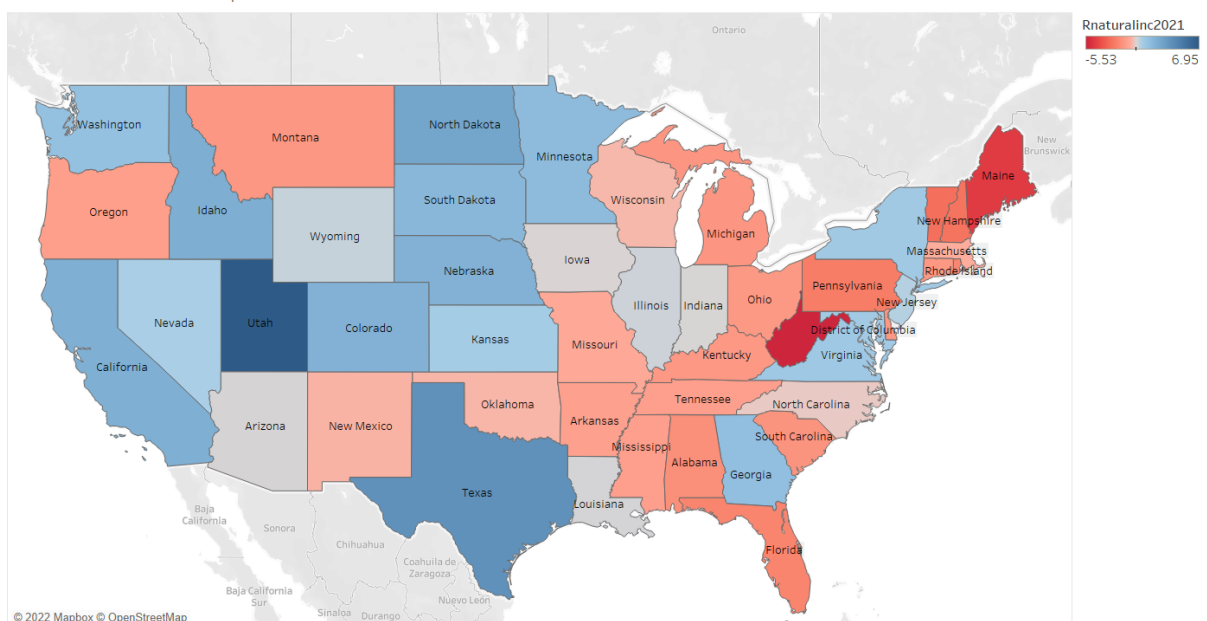 Rnaturalinc2021
-5.53 6.95
Ontario
New
Brunswick
Washington
Montana
North Dakota
Minnesota
Maine
Oregon
Idaho
South Dakota
Wisconsin
New Hampshire
Wyoming
Michigan
Massachusetts
Iowa
Nebraska
Rhode Island
Pennsylvania
Nevada
Utah
Colorado
Illinois
Indiana
Ohio
New Jersey
District of Columbia
California
Kansas
Missouri
Kentucky
Virginia
Arizona
New Mexico
Oklahoma
Arkansas
Tennessee
North Carolina
Mississippi
Alabama
Georgia
South Carolina
Texas
Louisiana
Florida
Baja
California
Sonora
Chihuahua
Coahuila de
Zaragoza
Baja California
Sur
Sinaloa
Durango
Nuevo León
© 2022 Mapbox © OpenStreetMap